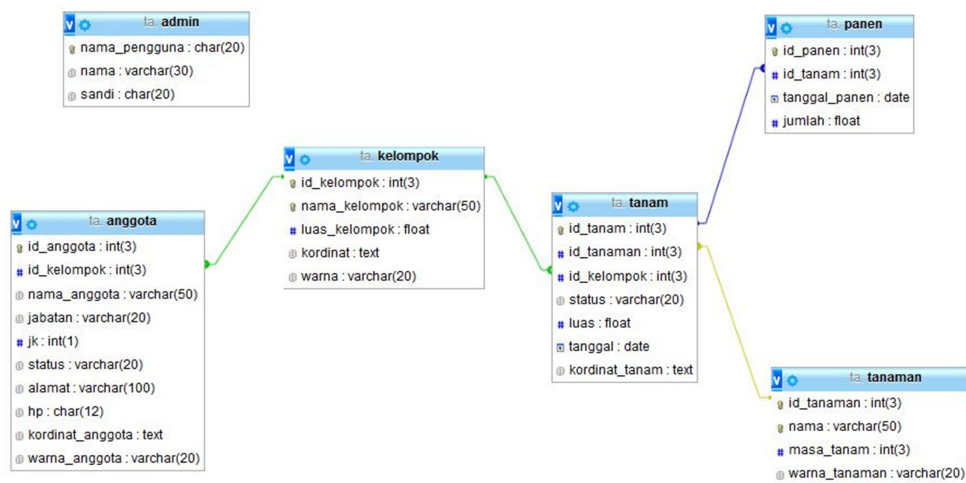 ta. admin
nama_pengguna : char(20)
nama : varchar(30)
sandi : char(20)
ta. panen
id_panen : int(3)
id_tanam : int(3)
tanggal_panen : date
jumlah : float
ta. kelompok
id_kelompok : int(3)
nama_kelompok : varchar(50)
luas_kelompok : float
kordinat : text
warna : varchar(20)
ta. anggota
id_anggota : int(3)
id_kelompok : int(3)
nama_anggota : varchar(50)
jabatan : varchar(20)
jk : int(1)
status : varchar(20)
alamat : varchar(100)
hp : char(12)
kordinat_anggota : text
warna_anggota : varchar(20)
ta. tanam
id_tanam : int(3)
id_tanaman : int(3)
id_kelompok : int(3)
status : varchar(20)
luas : float
tanggal : date
kordinat_tanam : text
ta. tanaman
id_tanaman : int(3)
nama : varchar(50)
masa_tanam : int(3)
warna_tanaman : varchar(20)